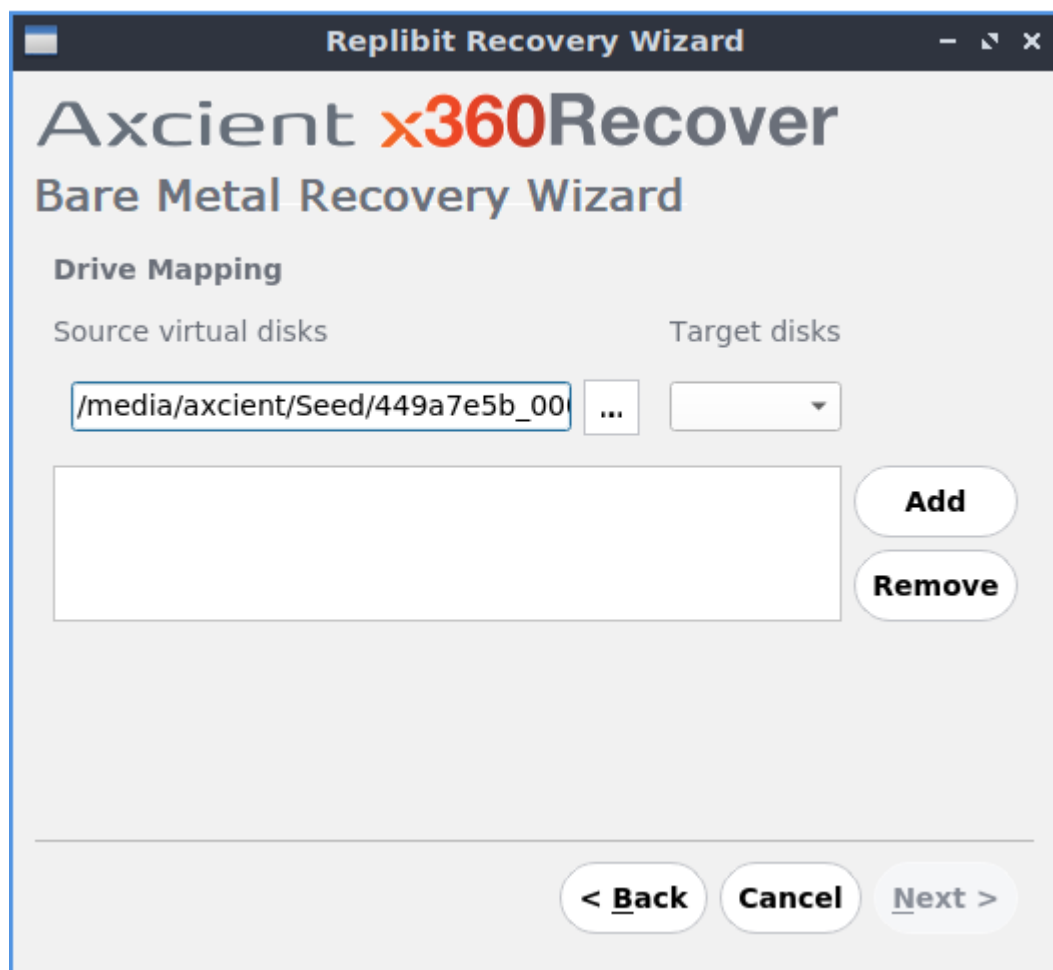 Replibit Recovery Wizard
Axcient x360Recover
Bare Metal Recovery Wizard
Drive Mapping
Source virtual disks Target disks
/media/axcient/Seed/449a7e5b_00 ...
Add
Remove
< Back Cancel Next >